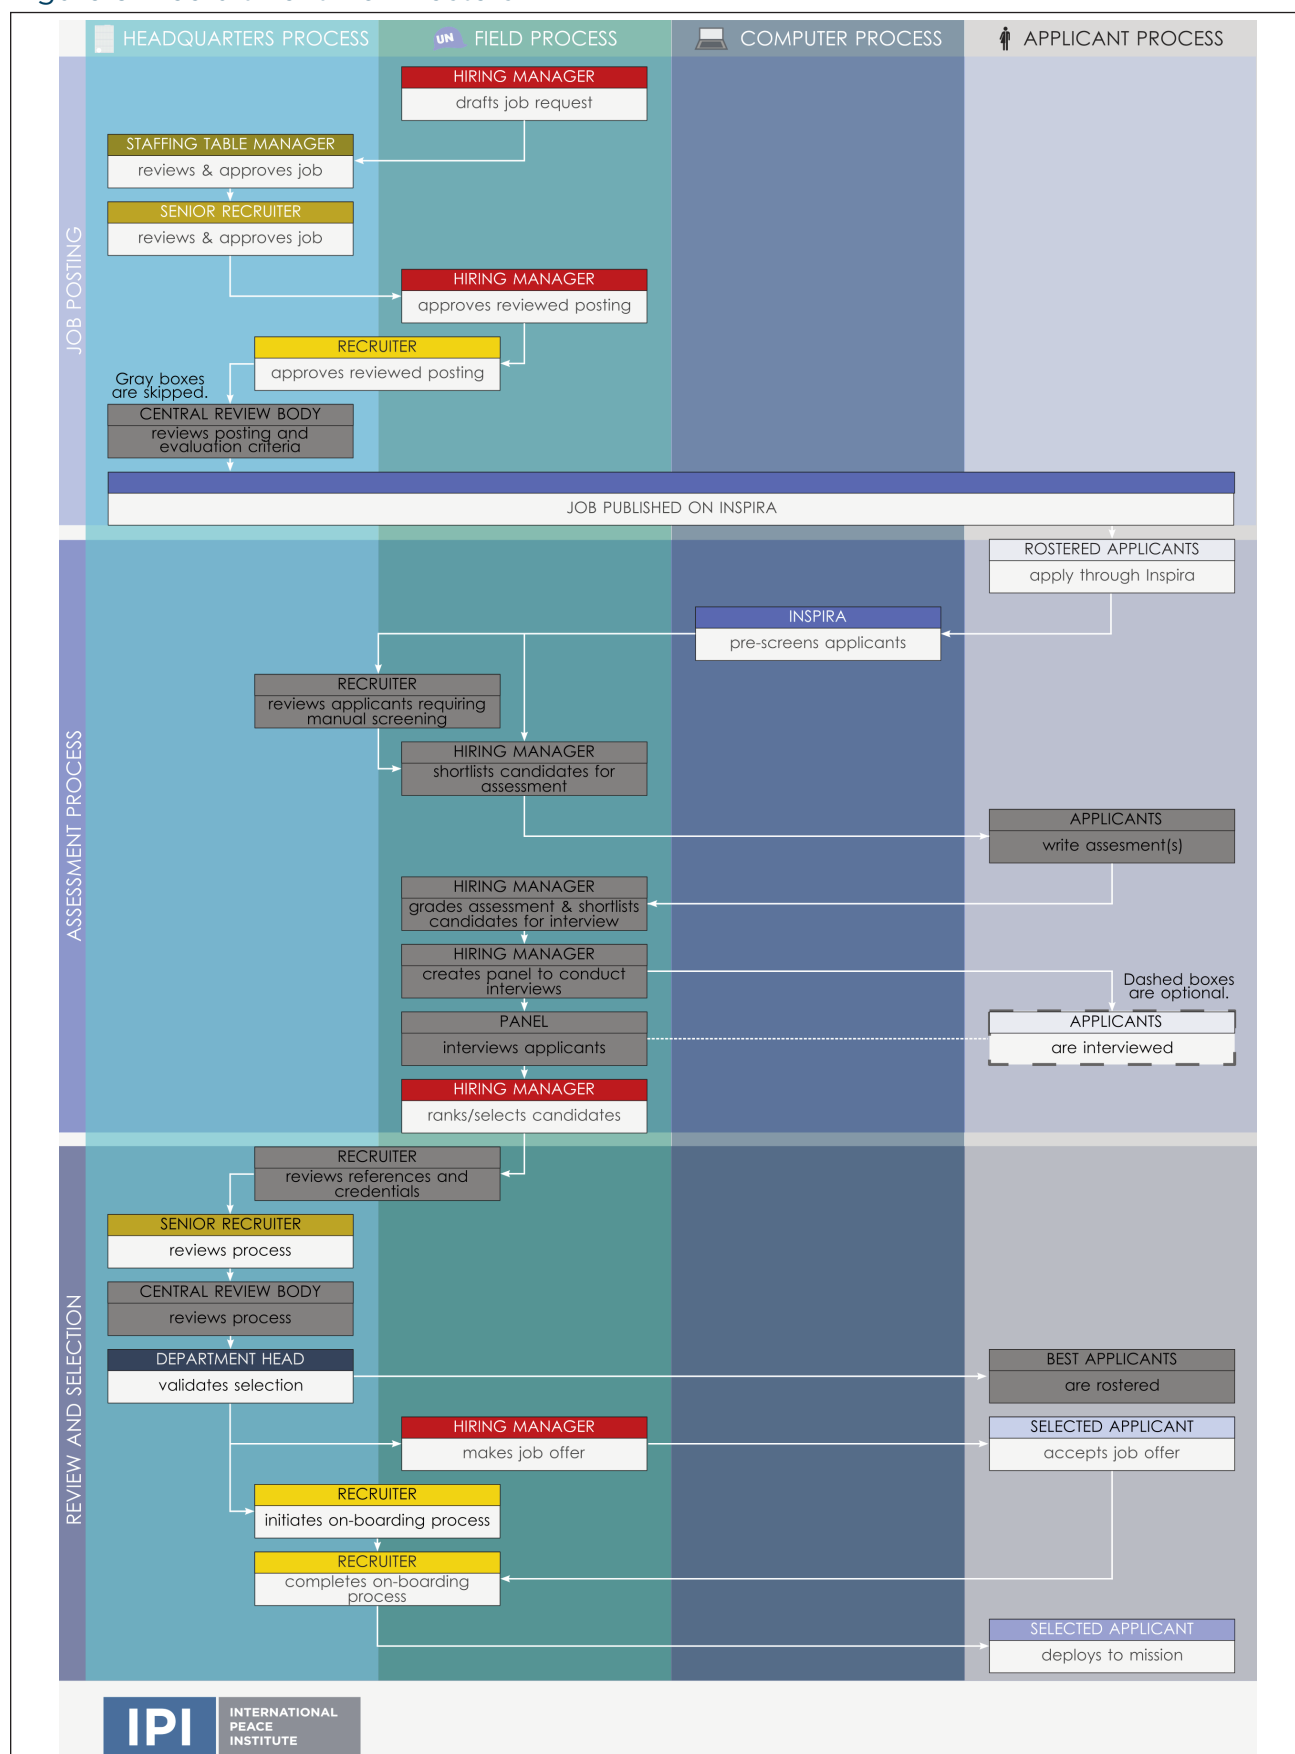 HEADQUARTERS PROCESS
UN
FIELD PROCESS
COMPUTER PROCESS
APPLICANT PROCESS
JOB POSTING
HIRING MANAGER
drafts job request
STAFFING TABLE MANAGER
reviews & approves job
SENIOR RECRUITER
reviews & approves job
HIRING MANAGER
approves reviewed posting
RECRUITER
approves reviewed posting
Gray boxes
are skipped.
CENTRAL REVIEW BODY
reviews posting and
evaluation criteria
JOB PUBLISHED ON INSPIRA
ASSESSMENT PROCESS
ROSTERED APPLICANTS
apply through Inspira
INSPIRA
pre-screens applicants
RECRUITER
reviews applicants requiring
manual screening
HIRING MANAGER
shortlists candidates for
assessment
APPLICANTS
write assesment(s)
HIRING MANAGER
grades assessment & shortlists
candidates for interview
HIRING MANAGER
creates panel to conduct
interviews
Dashed boxes
are optional.
PANEL
interviews applicants
APPLICANTS
are interviewed
HIRING MANAGER
ranks/selects candidates
REVIEW AND SELECTION
RECRUITER
reviews references and
credentials
SENIOR RECRUITER
reviews process
CENTRAL REVIEW BODY
reviews process
DEPARTMENT HEAD
validates selection
BEST APPLICANTS
are rostered
HIRING MANAGER
makes job offer
SELECTED APPLICANT
accepts job offer
RECRUITER
initiates on-boarding process
RECRUITER
completes on-boarding
process
SELECTED APPLICANT
deploys to mission
IPI
INTERNATIONAL
PEACE
INSTITUTE